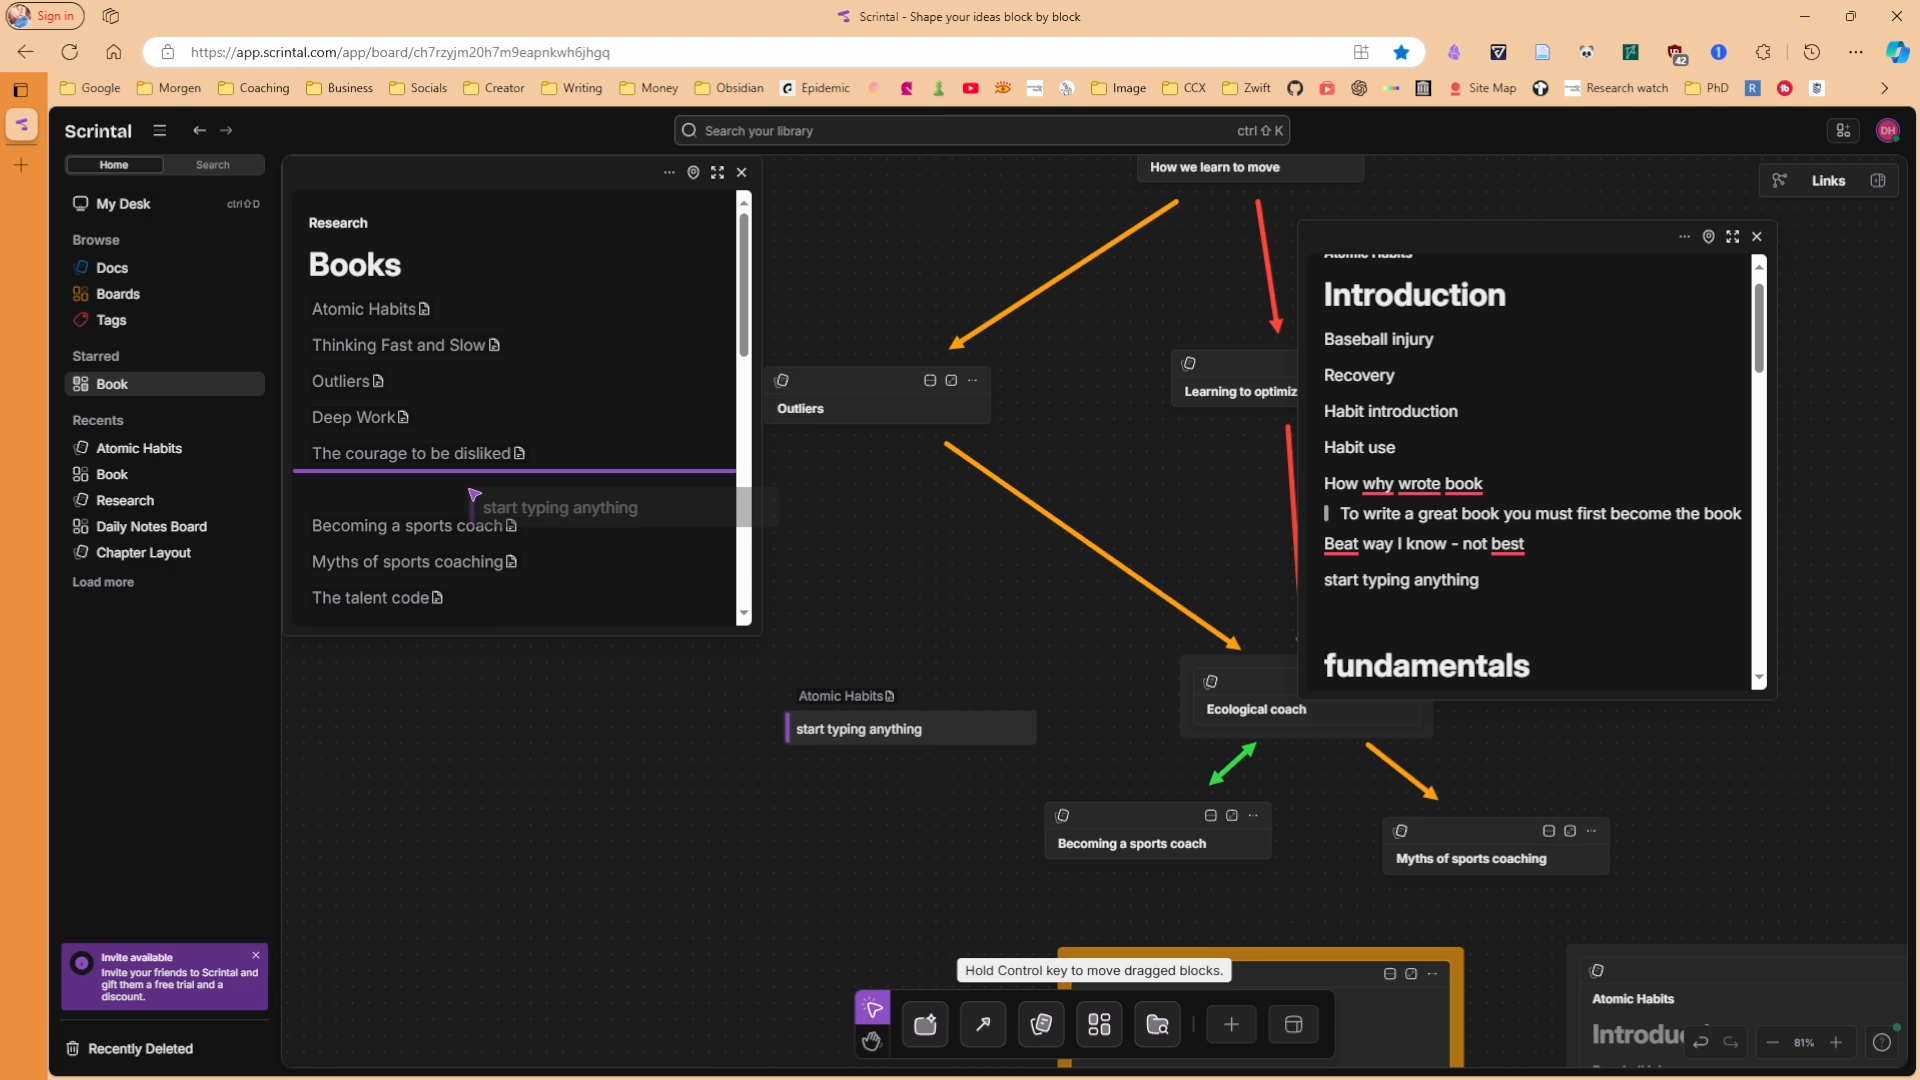 Sign in
Scrintal - Shape your ideas block by block
https://app.scrintal.com/app/board/ch7rzyjm20h7m9eapnkwh6jhgq
42
Google
Morgen
Coaching
Business
Socials
Creator
Writing
Money
Obsidian
Epidemic
Image
CCX
Zwift
Site Map
Research watch
PhD
R
Scrintal
Search your library
ctrl⇧K
DH
Home
Search
My Desk
ctrl⇧D
Browse
Docs
Boards
Tags
Starred
Book
Recents
Atomic Habits
Book
Research
Daily Notes Board
Chapter Layout
Load more
Invite available
Invite your friends to Scrintal and
gift them a free trial and a
discount.
Recently Deleted
Research
Books
Atomic Habits
Thinking Fast and Slow
Outliers
Deep Work
The courage to be disliked
start typing anything
Becoming a sports coach
Myths of sports coaching
The talent code
How we learn to move
Links
Outliers
Learning to optimiz
Atomic Habits
Introduction
Baseball injury
Recovery
Habit introduction
Habit use
How why wrote book
To write a great book you must first become the book
Beat way I know - not best
start typing anything
fundamentals
Atomic Habits
start typing anything
Ecological coach
Becoming a sports coach
Myths of sports coaching
Hold Control key to move dragged blocks.
Atomic Habits
Introdu
81%